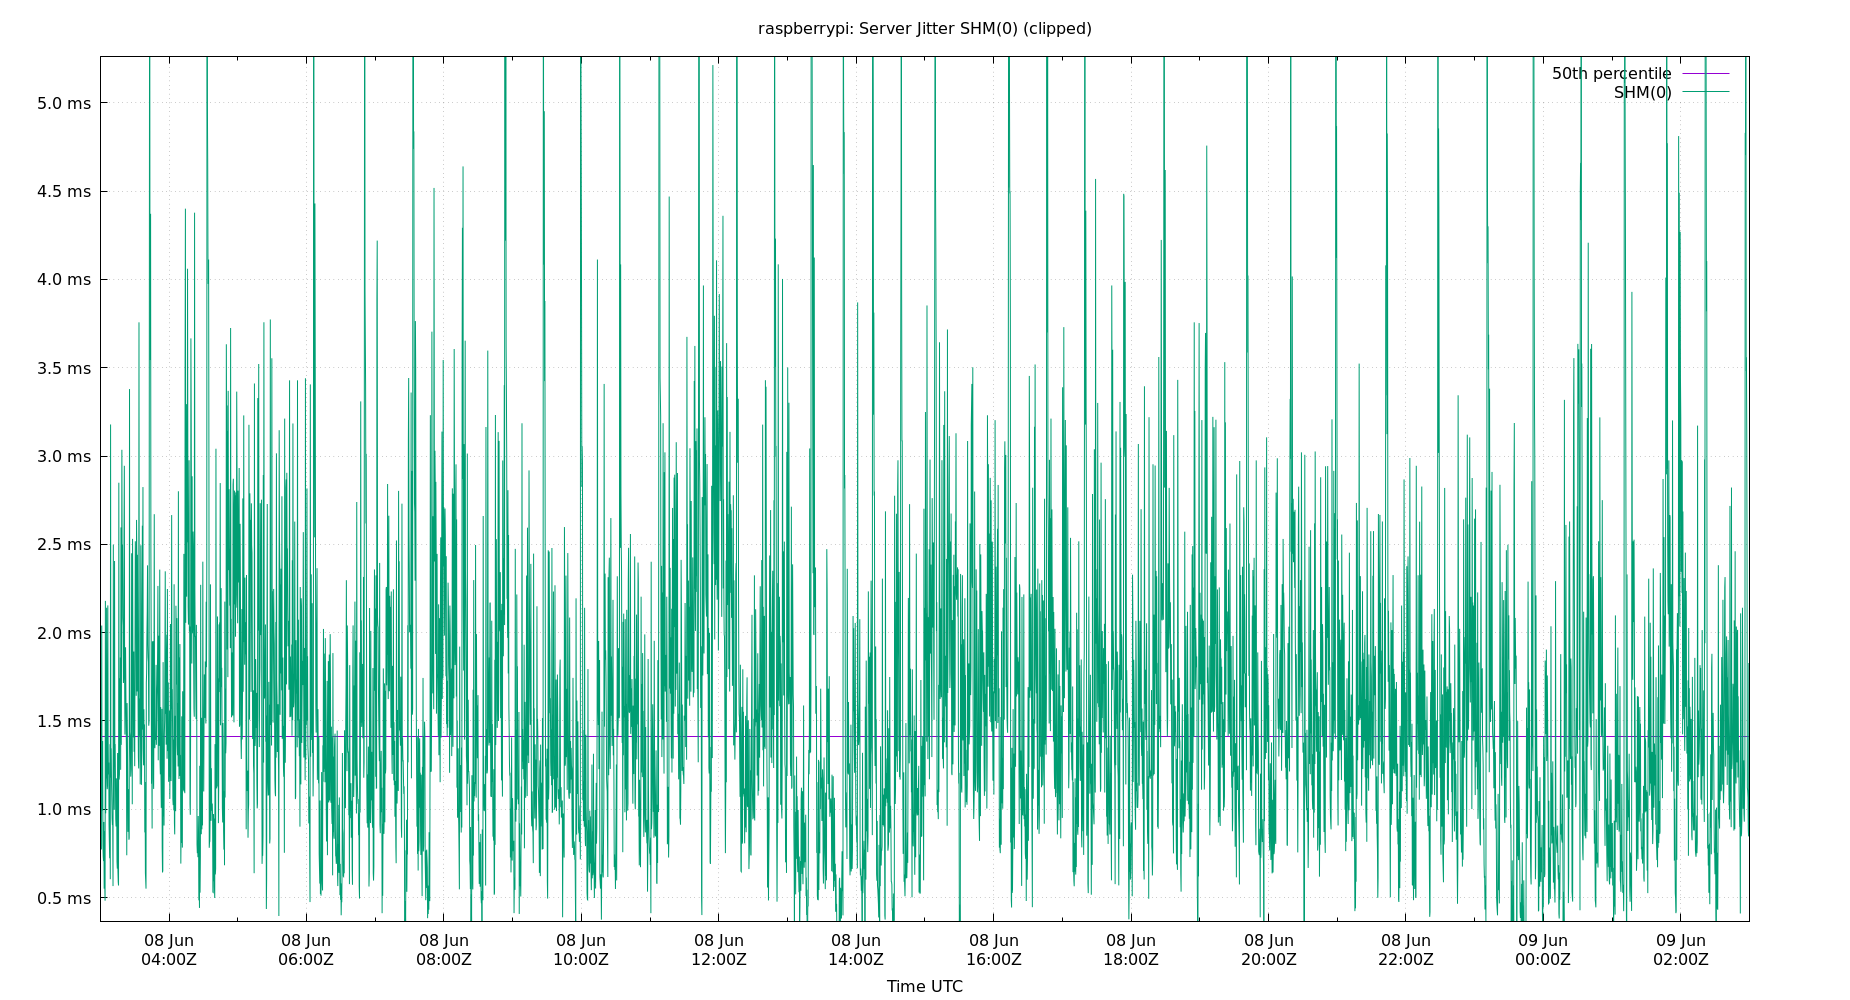 raspberrypi: Server Jitter SHM(0) (clipped)
50th percentile
SHM(0)
5.0 ms
4.5 ms
4.0 ms
3.5 ms
3.0 ms
2.5 ms
2.0 ms
1.5 ms
1.0 ms
0.5 ms
08 Jun 08 Jun 08 Jun 08 Jun 08 Jun 08 Jun 08 Jun 08 Jun 08 Jun 08 Jun 09 Jun 09 Jun
04:00Z 06:00Z 08:00Z 10:00Z 12:00Z 14:00Z 16:00Z 18:00Z 20:00Z 22:00Z 00:00Z 02:00Z
Time UTC